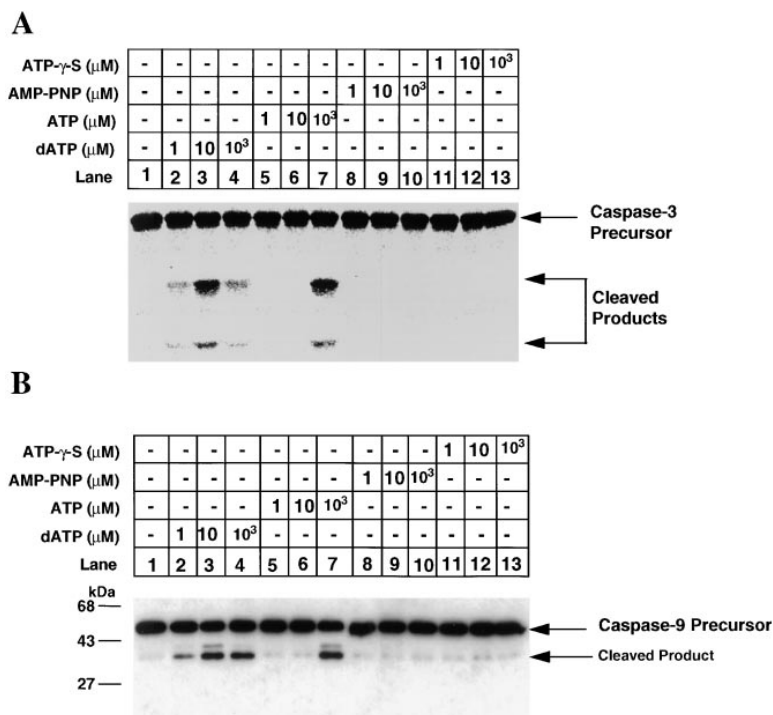 A
ATP-γ-S (μM) - - - - - - - - - - 1 10 10³
AMP-PNP (μM) - - - - - - - 1 10 10³ - - -
ATP (μM) - - - - 1 10 10³ - - - - - -
dATP (μM) - 1 10 10³ - - - - - - - - -
Lane 1 2 3 4 5 6 7 8 9 10 11 12 13
Caspase-3
Precursor
Cleaved
Products
B
ATP-γ-S (μM) - - - - - - - - - - 1 10 10³
AMP-PNP (μM) - - - - - - - 1 10 10³ - - -
ATP (μM) - - - - 1 10 10³ - - - - - -
dATP (μM) - 1 10 10³ - - - - - - - - -
Lane 1 2 3 4 5 6 7 8 9 10 11 12 13
kDa
68
Caspase-9 Precursor
43
Cleaved Product
27